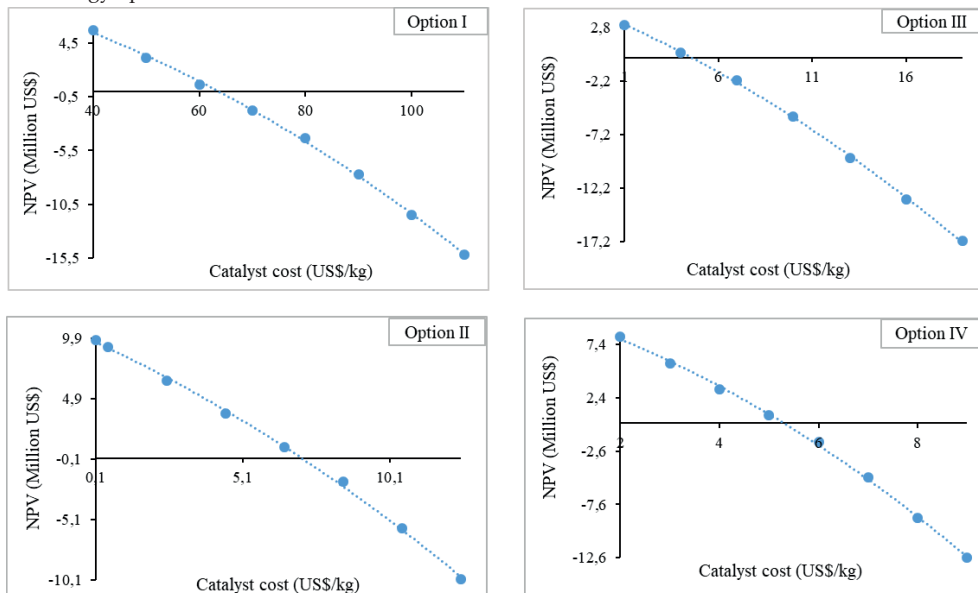 Option I
4,5
-0,5
-5,5
-10,5
-15,5
40
60
80
100
NPV (Million US$)
Catalyst cost (US$/kg)
Option III
2,8
-2,2
-7,2
-12,2
-17,2
1
6
11
16
NPV (Million US$)
Catalyst cost (US$/kg)
Option II
9,9
4,9
-0,1
-5,1
-10,1
0,1
5,1
10,1
NPV (Million US$)
Catalyst cost (US$/kg)
Option IV
7,4
2,4
-2,6
-7,6
-12,6
2
4
6
8
NPV (Million US$)
Catalyst cost (US$/kg)